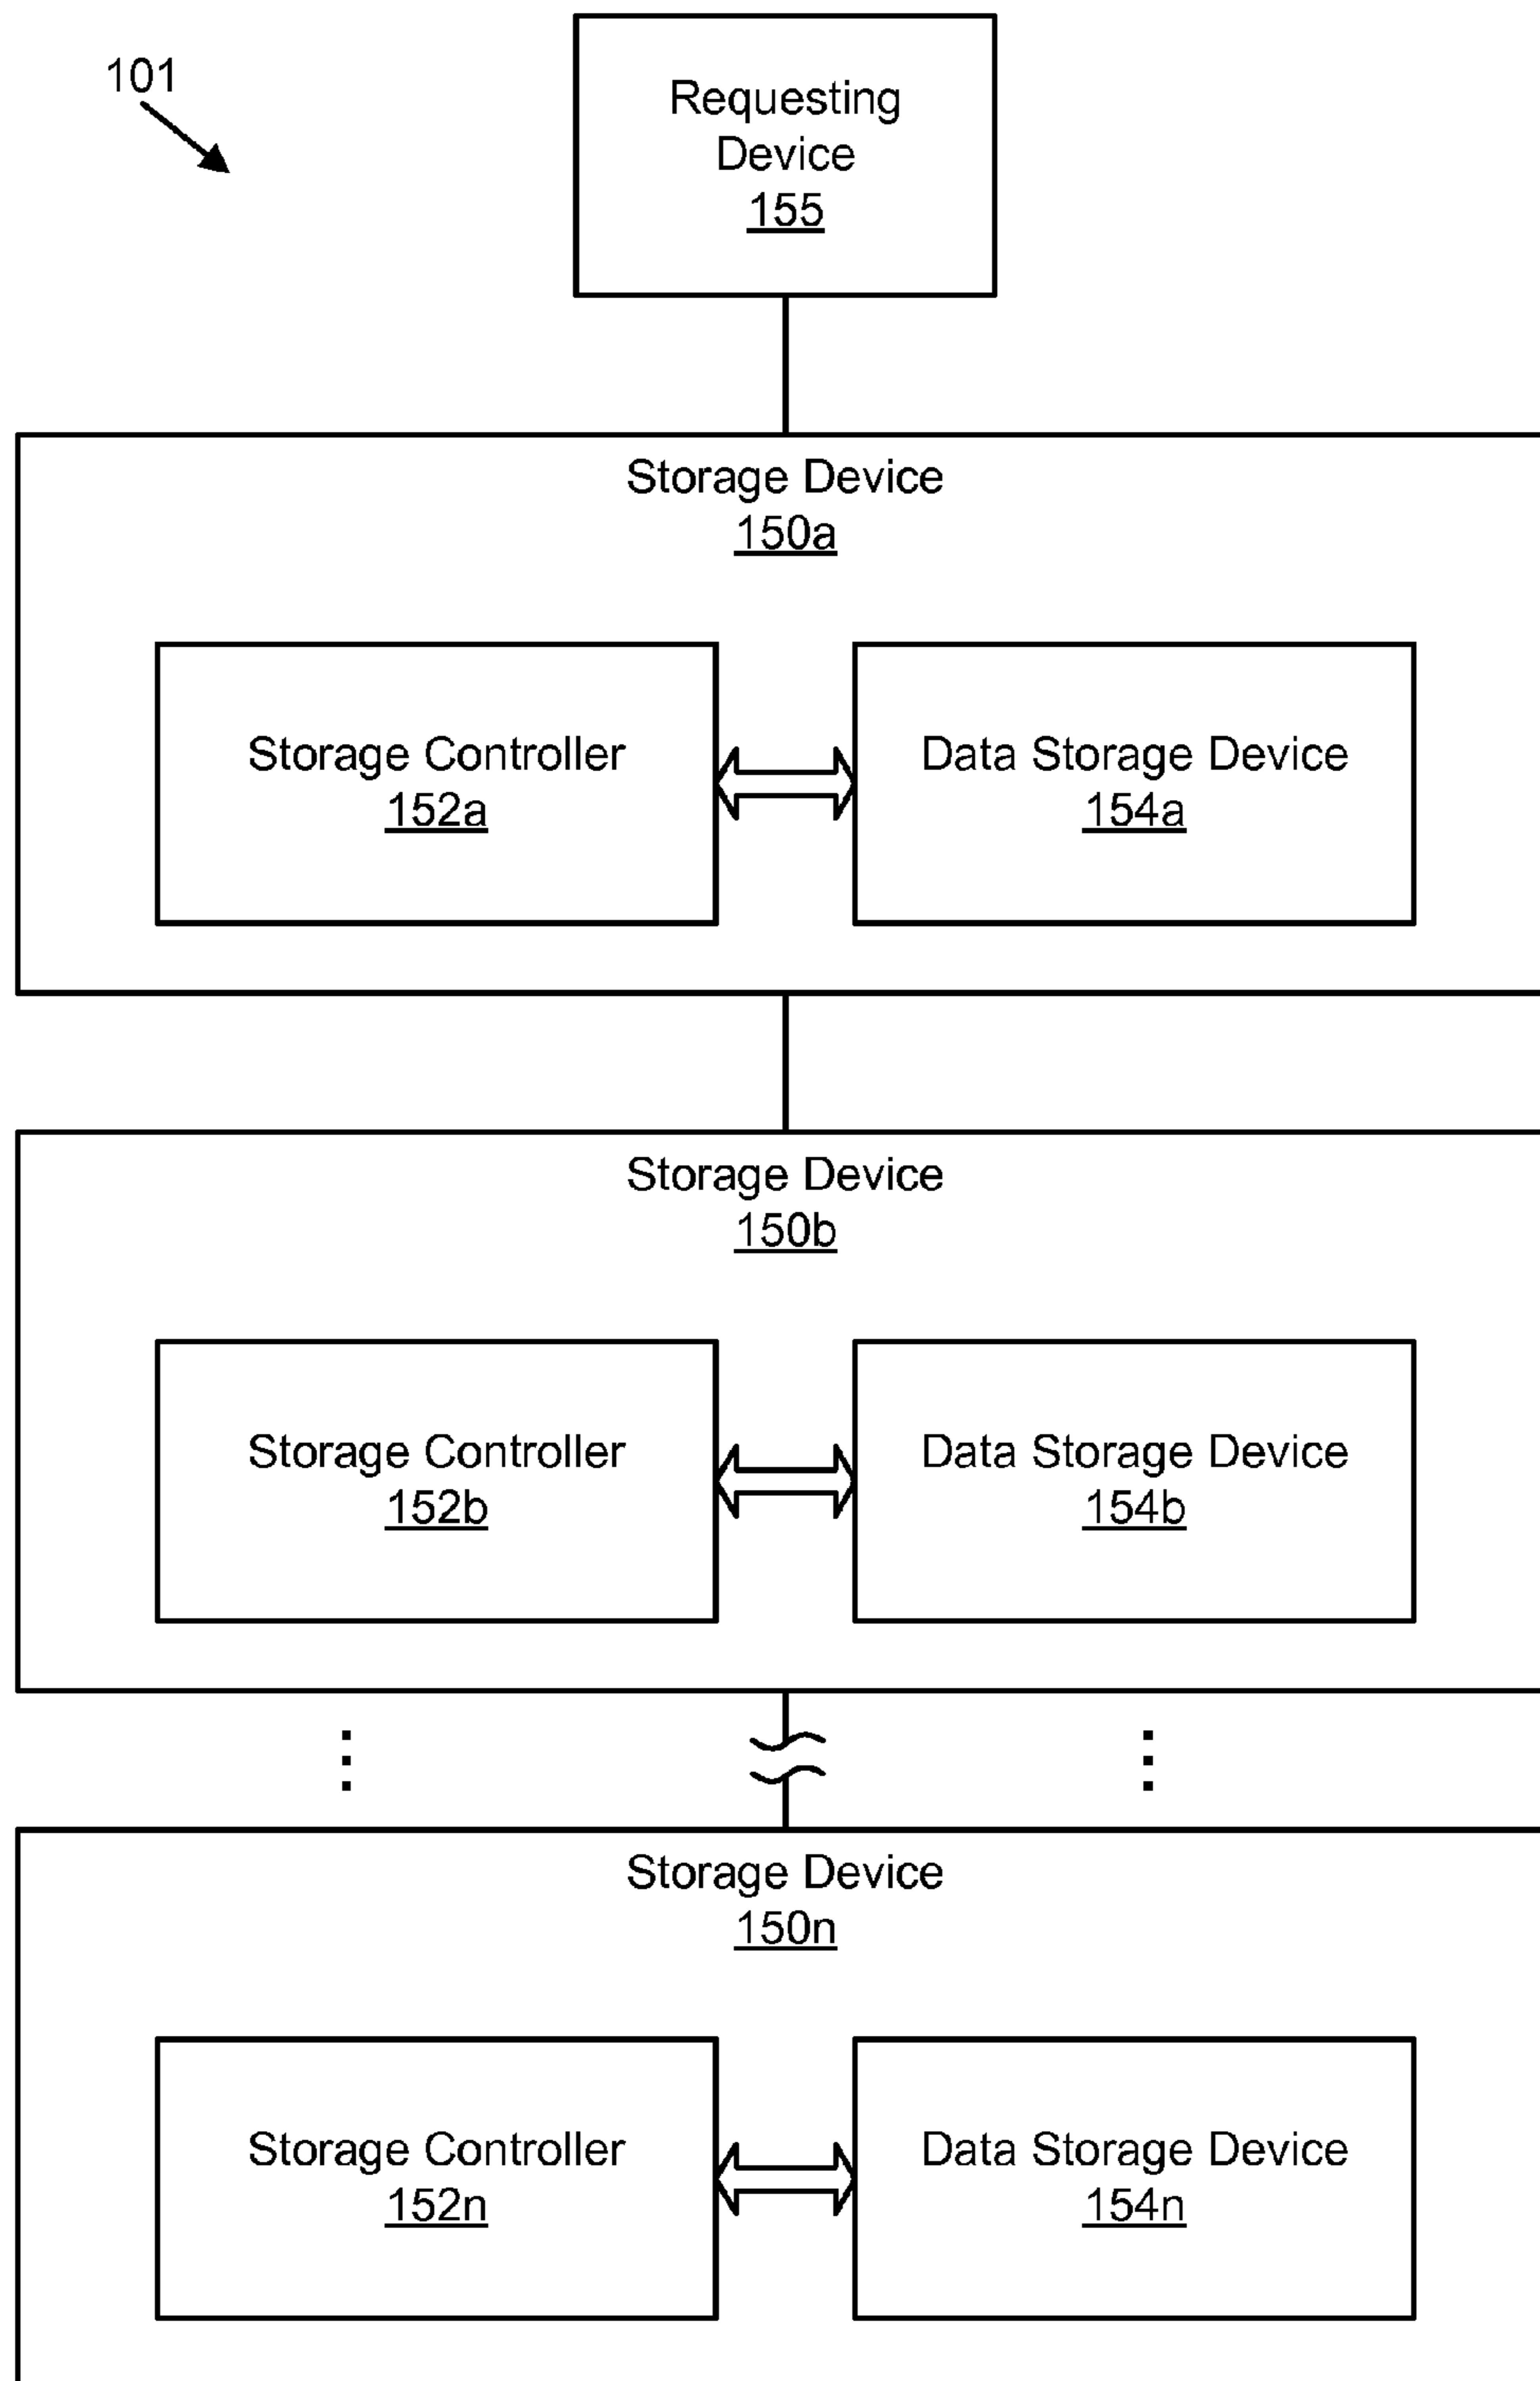 101
Requesting
Device
155
Storage Device
150a
Storage Controller
152a
Data Storage Device
154a
Storage Device
150b
Storage Controller
152b
Data Storage Device
154b
Storage Device
150n
Storage Controller
152n
Data Storage Device
154n